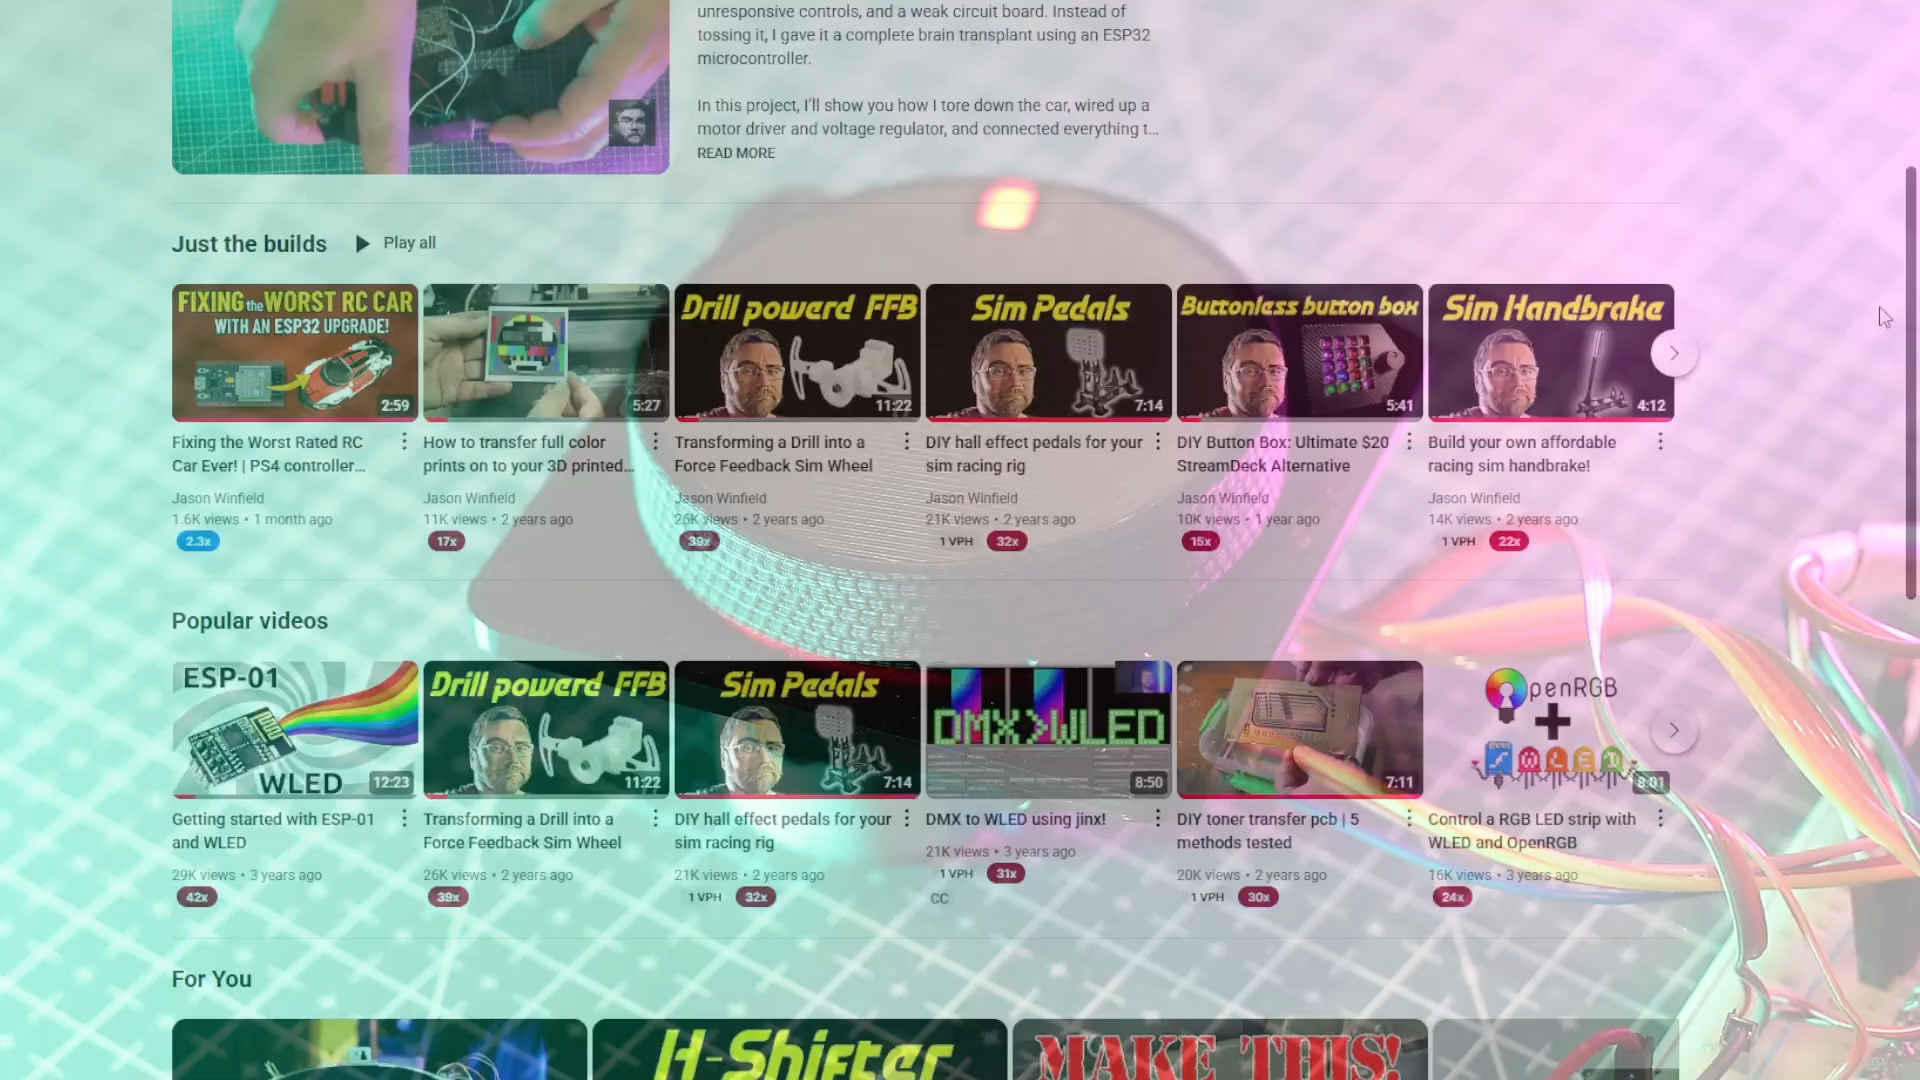 unresponsive controls, and a weak circuit board. Instead of
tossing it, I gave it a complete brain transplant using an ESP32
microcontroller.
In this project, I'll show you how I tore down the car, wired up a
motor driver and voltage regulator, and connected everything t...
READ MORE
Just the builds
Play all
FIXING the WORST RC CAR
WITH AN ESP32 UPGRADE!
2:59
5:27
Drill powerd FFB
11:22
Sim Pedals
7:14
Buttonless button box
5:41
Sim Handbrake
4:12
Fixing the Worst Rated RC
Car Ever! | PS4 controller...
Jason Winfield
1.6K views • 1 month ago
2.3x
How to transfer full color
prints on to your 3D printed...
Jason Winfield
11K views • 2 years ago
17x
Transforming a Drill into a
Force Feedback Sim Wheel
Jason Winfield
26K views • 2 years ago
39x
DIY hall effect pedals for your
sim racing rig
Jason Winfield
21K views • 2 years ago
1 VPH 32x
DIY Button Box: Ultimate $20
StreamDeck Alternative
Jason Winfield
10K views • 1 year ago
15x
Build your own affordable
racing sim handbrake!
Jason Winfield
14K views • 2 years ago
1 VPH 22x
Popular videos
ESP-01
WLED
12:23
Drill powerd FFB
11:22
Sim Pedals
7:14
DMX>WLED
8:50
7:11
OpenRGB
+
WLED
8:01
Getting started with ESP-01
and WLED
29K views • 3 years ago
42x
Transforming a Drill into a
Force Feedback Sim Wheel
26K views • 2 years ago
39x
DIY hall effect pedals for your
sim racing rig
21K views • 2 years ago
1 VPH 32x
DMX to WLED using jinx!
21K views • 3 years ago
1 VPH 31x
CC
DIY toner transfer pcb | 5
methods tested
20K views • 2 years ago
1 VPH 30x
Control a RGB LED strip with
WLED and OpenRGB
16K views • 3 years ago
24x
For You
H-Shifter
MAKE THIS!